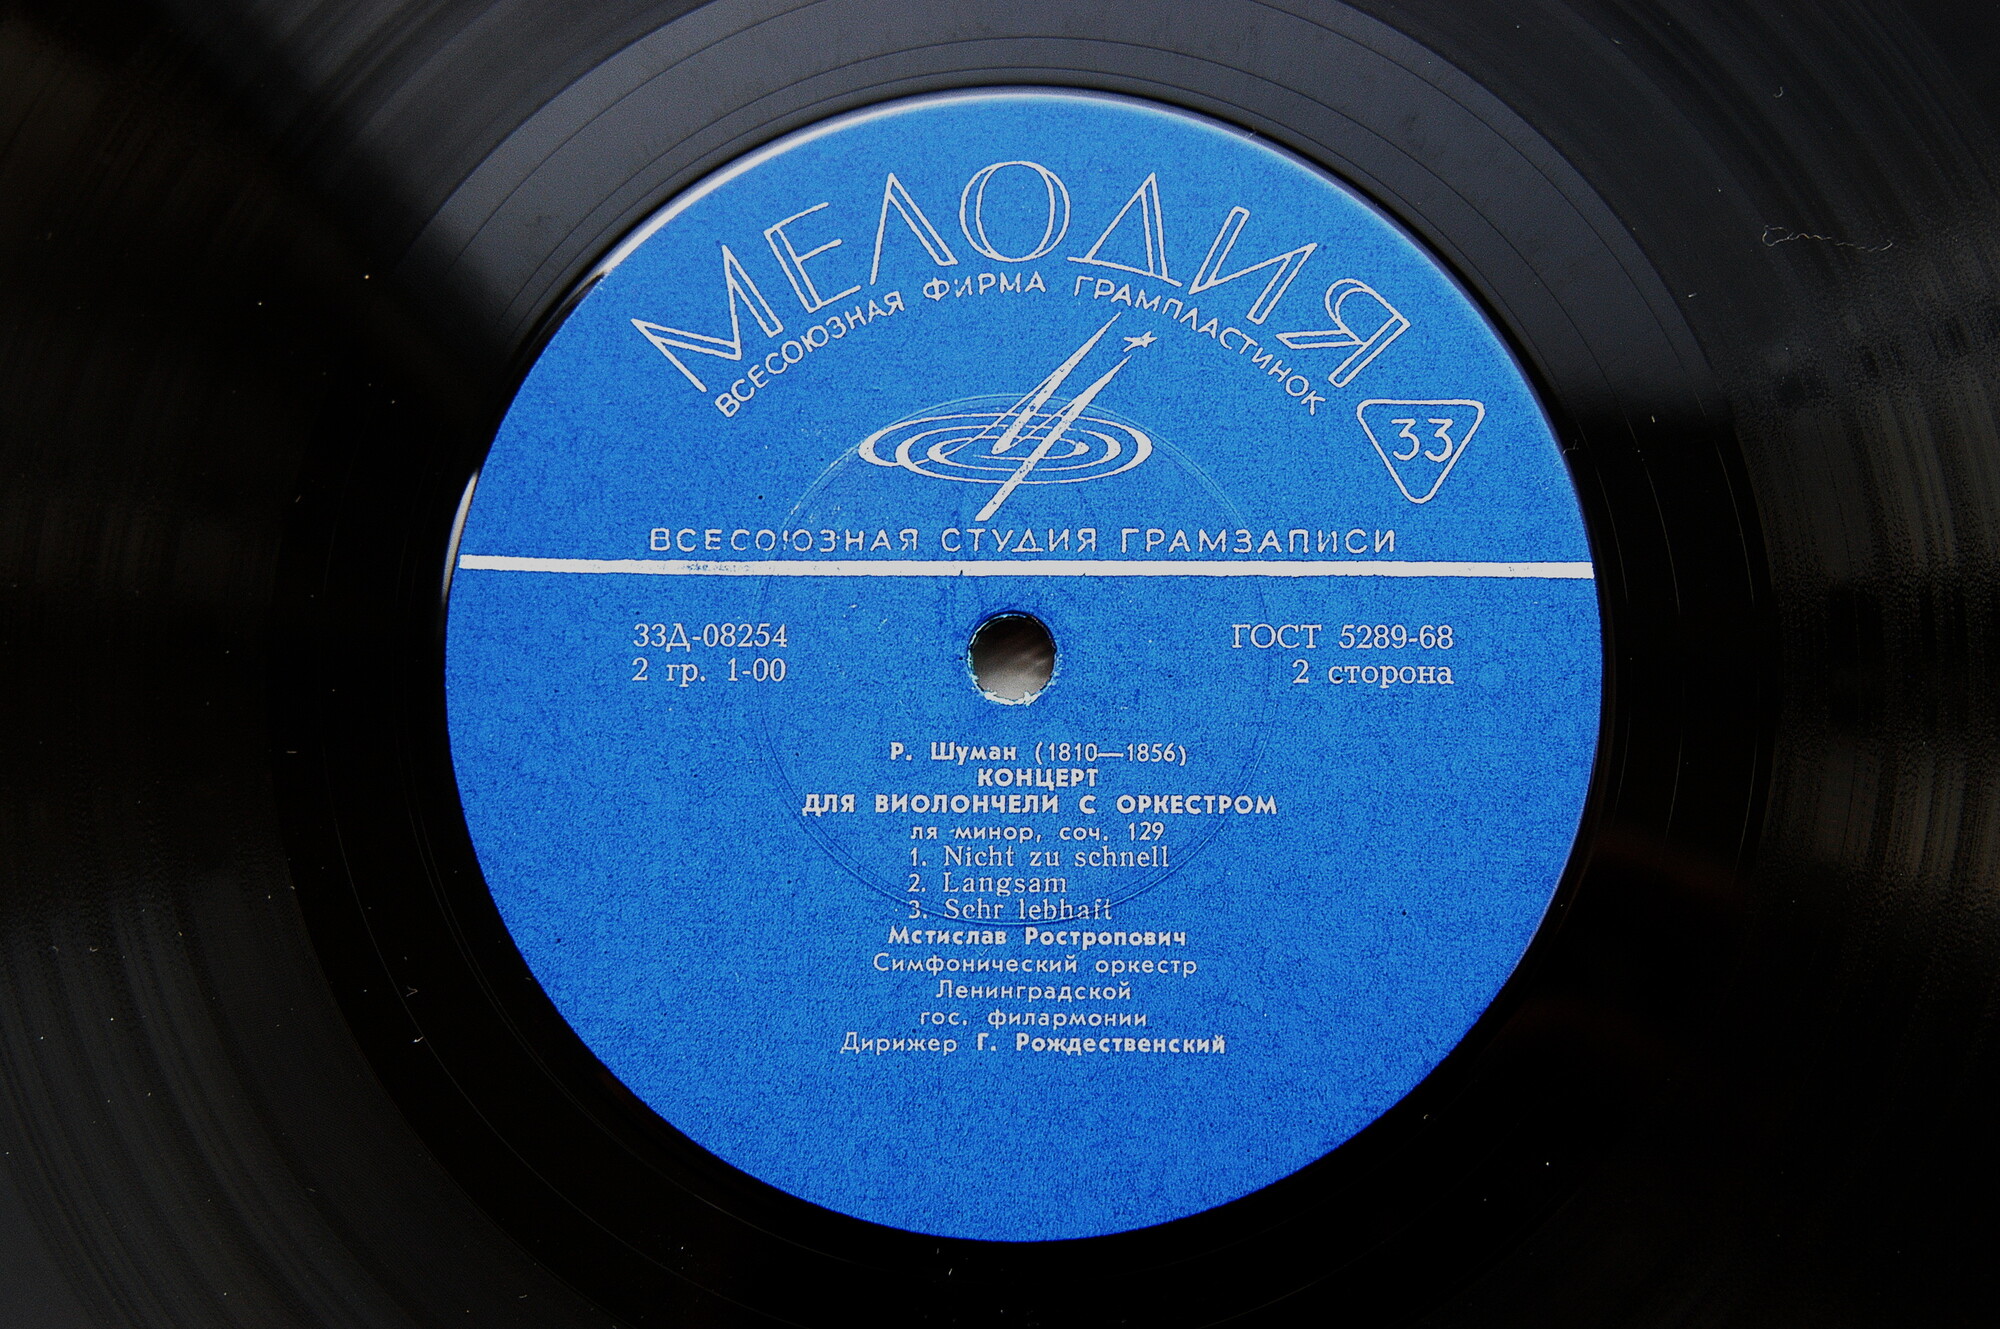 МЕЛОДИЯ
ВСЕСОЮЗНАЯ ФИРМА ГРАМПЛАСТИНОК
33
ВСЕСОЮЗНАЯ СТУДИЯ ГРАМЗАПИСИ
33Д-08254
2 гр. 1-00
ГОСТ 5289-68
2 сторона
Р. Шуман (1810—1856)
КОНЦЕРТ
ДЛЯ ВИОЛОНЧЕЛИ С ОРКЕСТРОМ
ля минор, соч. 129
1. Nicht zu schnell
2. Langsam
3. Sehr lebhaft
Мстислав Ростропович
Симфонический оркестр
Ленинградской
гос. филармонии
Дирижер Г. Рождественский